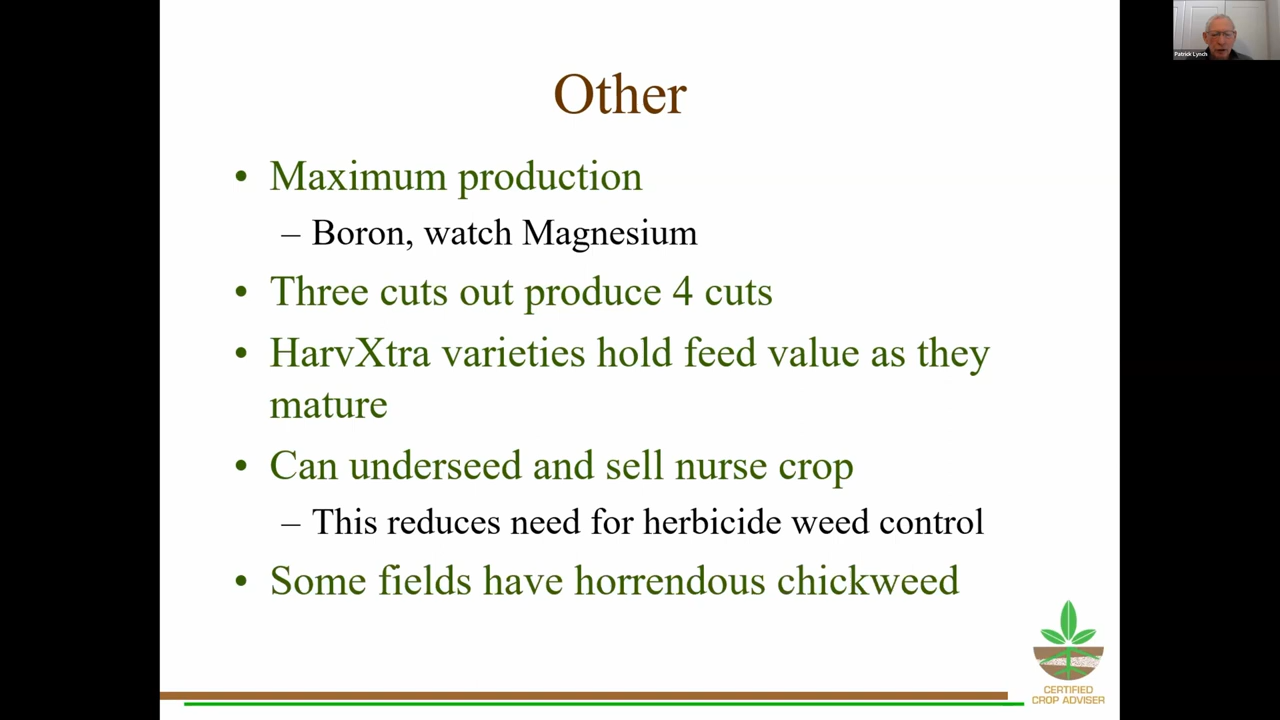 Patrick Lynch
Other
• Maximum production
– Boron, watch Magnesium
• Three cuts out produce 4 cuts
• HarvXtra varieties hold feed value as they
mature
• Can underseed and sell nurse crop
– This reduces need for herbicide weed control
• Some fields have horrendous chickweed
CERTIFIED
CROP ADVISER